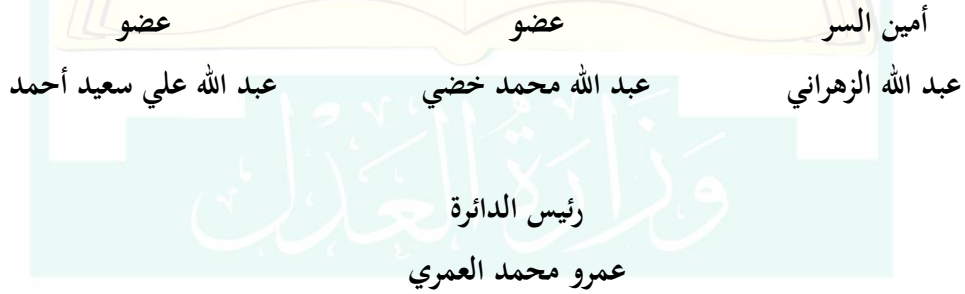 أمين السر عضو عضو
عبد الله الزهراني عبد الله محمد خضي عبد الله علي سعيد أحمد
وزارة العدل
رئيس الدائرة
عمرو محمد العمري